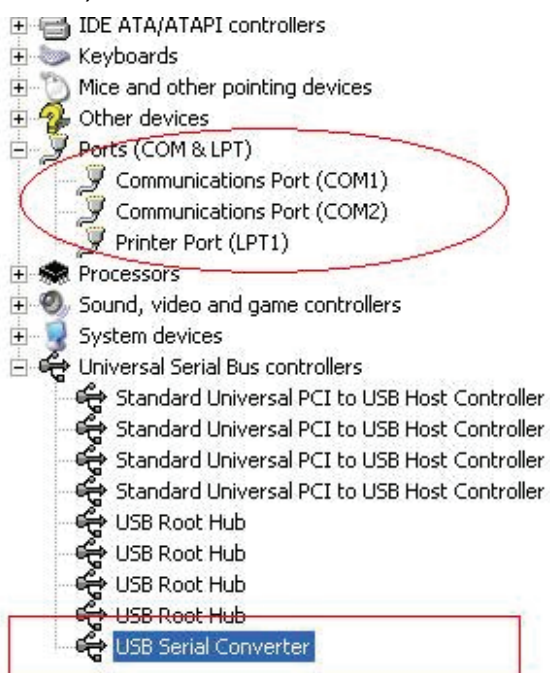 IDE ATA/ATAPI controllers
Keyboards
Mice and other pointing devices
Other devices
Ports (COM & LPT)
Communications Port (COM1)
Communications Port (COM2)
Printer Port (LPT1)
Processors
Sound, video and game controllers
System devices
Universal Serial Bus controllers
Standard Universal PCI to USB Host Controller
Standard Universal PCI to USB Host Controller
Standard Universal PCI to USB Host Controller
Standard Universal PCI to USB Host Controller
USB Root Hub
USB Root Hub
USB Root Hub
USB Root Hub
USB Serial Converter